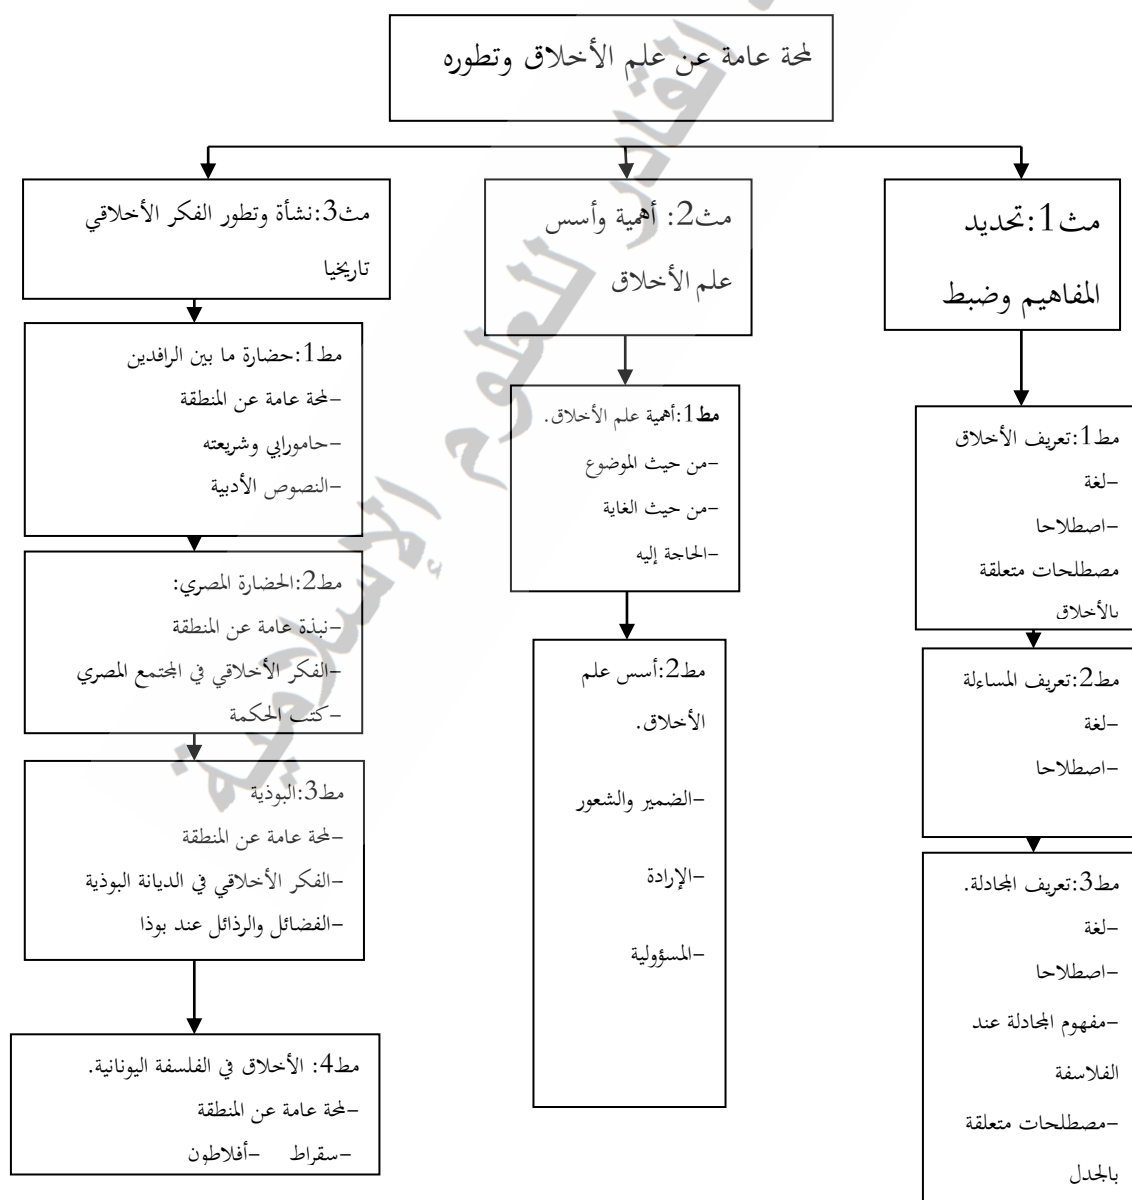 لمحة عامة عن علم الأخلاق وتطوره
مث1:تحديد
المفاهيم وضبط
مط1:تعريف الأخلاق
-لغة
-اصطلاحا
مصطلحات متعلقة
بالأخلاق
مط2:تعريف المساءلة
-لغة
-اصطلاحا
مط3:تعريف المجادلة.
-لغة
-اصطلاحا
-مفهوم المجادلة عند
الفلاسفة
-مصطلحات متعلقة
بالجدل
مث2: أهمية وأسس
علم الأخلاق
مط1:أهمية علم الأخلاق.
-من حيث الموضوع
-من حيث الغاية
-الحاجة إليه
مط2:أسس علم
الأخلاق.
-الضمير والشعور
-الإرادة
-المسؤولية
مث3:نشأة وتطور الفكر الأخلاقي
تاريخيا
مط1:حضارة ما بين الرافدين
-لمحة عامة عن المنطقة
-حامورابي وشريعته
-النصوص الأدبية
مط2:الحضارة المصري:
-نبذة عامة عن المنطقة
-الفكر الأخلاقي في المجتمع المصري
-كتب الحكمة
مط3:البوذية
-لمحة عامة عن المنطقة
-الفكر الأخلاقي في الديانة البوذية
-الفضائل والرذائل عند بوذا
مط4: الأخلاق في الفلسفة اليونانية.
-لمحة عامة عن المنطقة
-سقراط -أفلاطون
القادر للعلوم الإسلامية